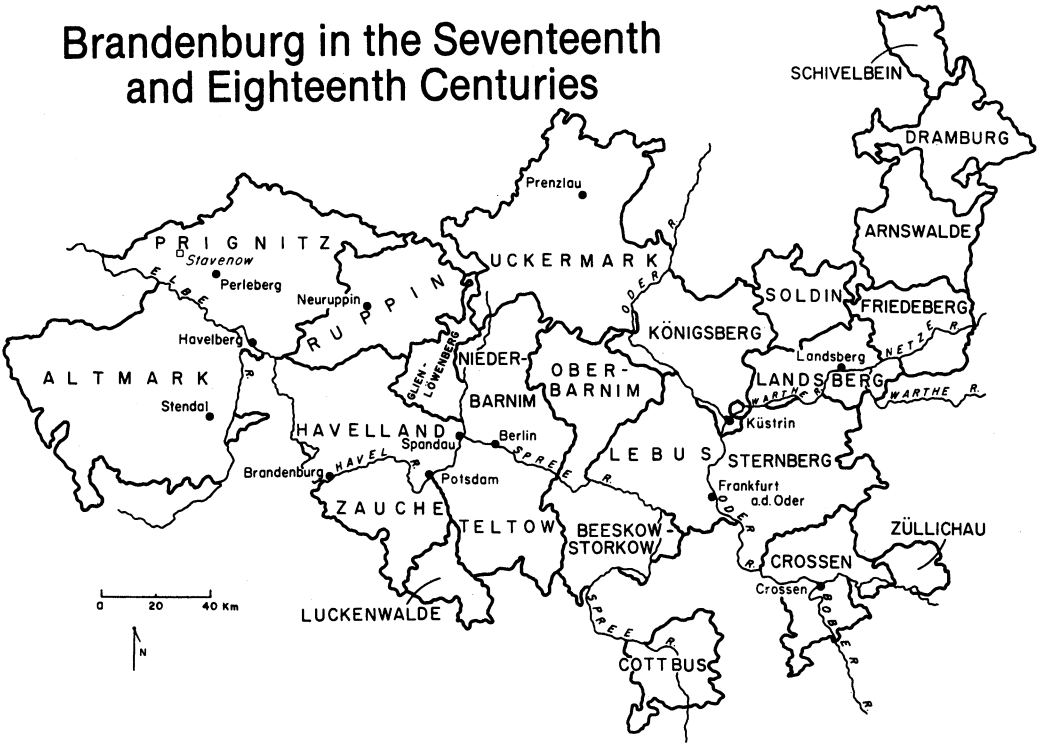 Brandenburg in the Seventeenth
and Eighteenth Centuries
SCHIVELBEIN
DRAMBURG
Prenzlau
ARNSWALDE
PRIGNITZ
Stavenow
Perleberg
ELBE
R.
UCKERMARK
ODER
R.
SOLDIN
FRIEDEBERG
Neuruppin
RUPPIN
KÖNIGSBERG
NETZE R.
Havelberg
GLIEN-
LÖWENBERG
NIEDER-
BARNIM
OBER-
BARNIM
Landsberg
LANDSBERG
WARTHE R.
WARTHE R.
ALTMARK
Stendal
Küstrin
HAVELLAND
Spandau
Berlin
SPREE R.
LEBUS
STERNBERG
Brandenburg
HAVEL R.
Potsdam
Frankfurt
a.d. Oder
ODER
R.
ZAUCHE
TELTOW
BEESKOW-
STORKOW
ZÜLLICHAU
CROSSEN
Crossen
LUCKENWALDE
BOBER
R.
SPREE R.
COTTBUS
0 20 40 Km
N